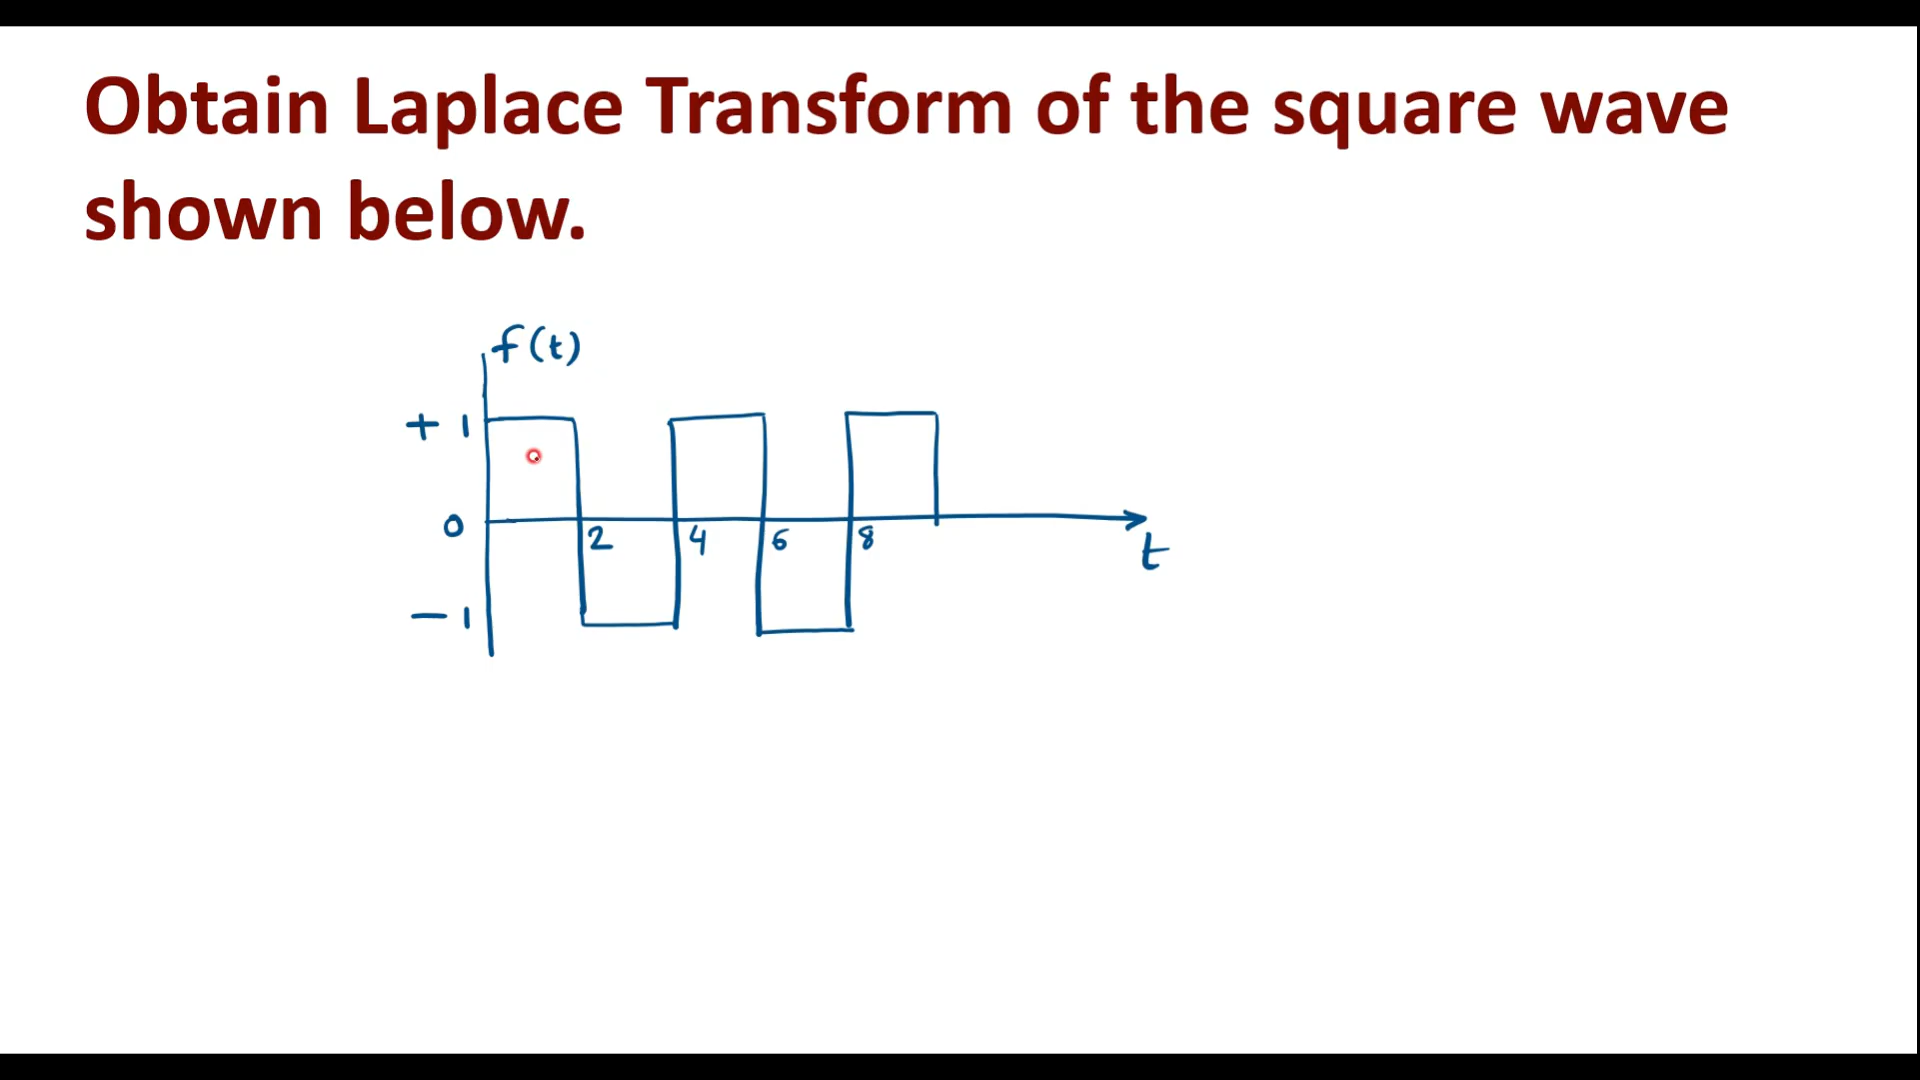 Obtain Laplace Transform of the square wave
shown below.
f(t)
+1
0
2 4 6 8
t
-1